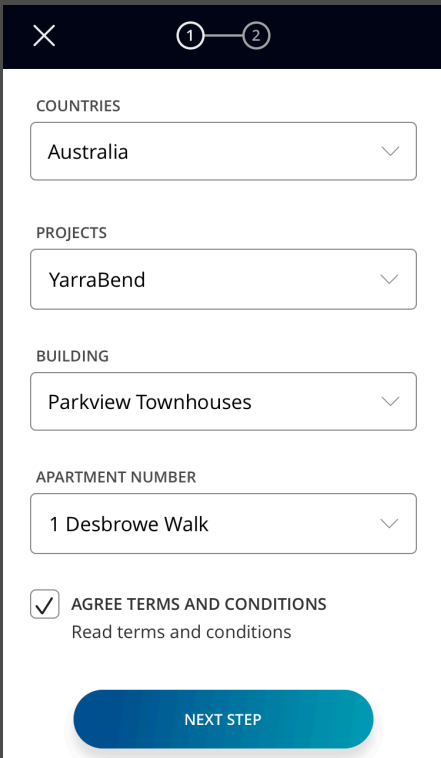 1 2
COUNTRIES
Australia
PROJECTS
YarraBend
BUILDING
Parkview Townhouses
APARTMENT NUMBER
1 Desbrowe Walk
AGREE TERMS AND CONDITIONS
Read terms and conditions
NEXT STEP